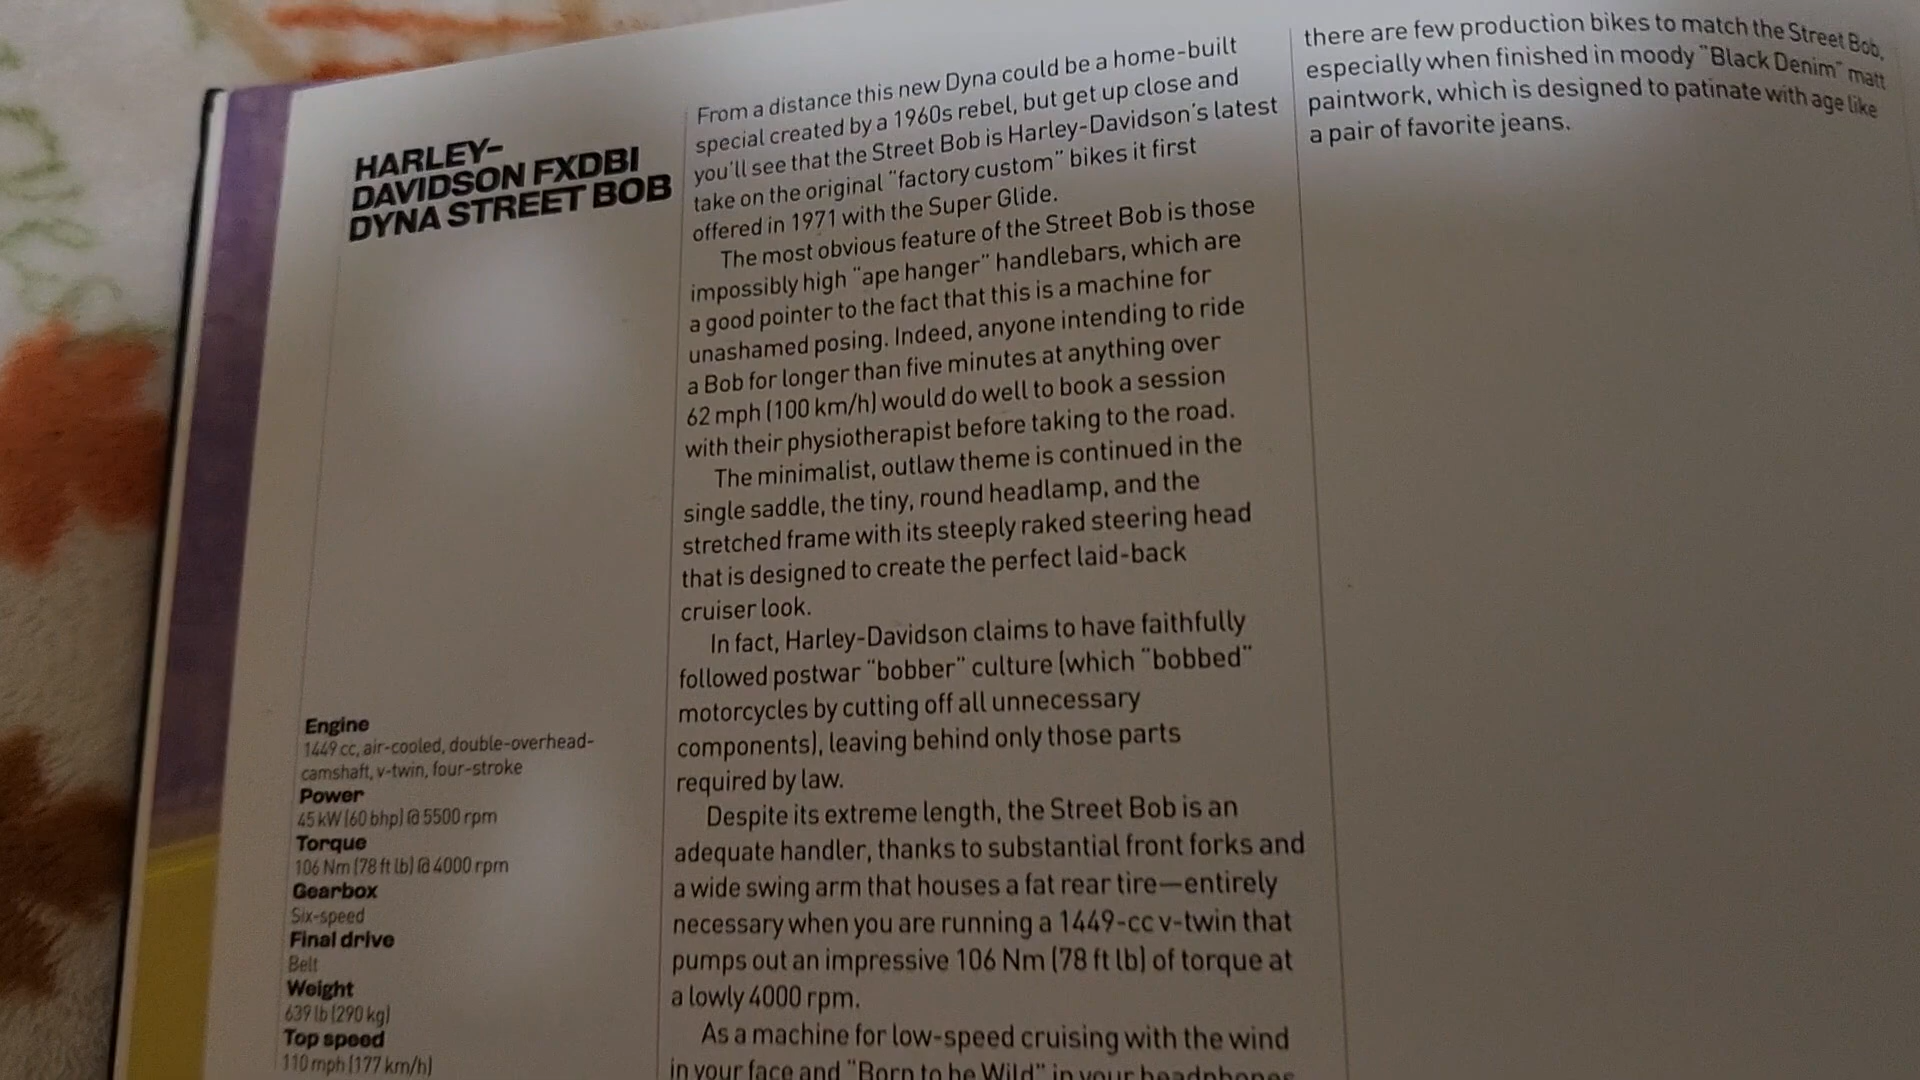 HARLEY-
DAVIDSON FXDBI
DYNA STREET BOB
Engine
1449 cc, air-cooled, double-overhead-
camshaft, v-twin, four-stroke
Power
45 kW (60 bhp) @ 5500 rpm
Torque
106 Nm (78 ft lb) @ 4000 rpm
Gearbox
Six-speed
Final drive
Belt
Weight
639 lb (290 kg)
Top speed
110 mph (177 km/h)
From a distance this new Dyna could be a home-built
special created by a 1960s rebel, but get up close and
you'll see that the Street Bob is Harley-Davidson's latest
take on the original "factory custom" bikes it first
offered in 1971 with the Super Glide.
The most obvious feature of the Street Bob is those
impossibly high "ape hanger" handlebars, which are
a good pointer to the fact that this is a machine for
unashamed posing. Indeed, anyone intending to ride
a Bob for longer than five minutes at anything over
62 mph (100 km/h) would do well to book a session
with their physiotherapist before taking to the road.
The minimalist, outlaw theme is continued in the
single saddle, the tiny, round headlamp, and the
stretched frame with its steeply raked steering head
that is designed to create the perfect laid-back
cruiser look.
In fact, Harley-Davidson claims to have faithfully
followed postwar "bobber" culture (which "bobbed"
motorcycles by cutting off all unnecessary
components), leaving behind only those parts
required by law.
Despite its extreme length, the Street Bob is an
adequate handler, thanks to substantial front forks and
a wide swing arm that houses a fat rear tire—entirely
necessary when you are running a 1449-cc v-twin that
pumps out an impressive 106 Nm (78 ft lb) of torque at
a lowly 4000 rpm.
As a machine for low-speed cruising with the wind
in your face and "Born to be Wild" in your headphones
there are few production bikes to match the Street Bob,
especially when finished in moody "Black Denim" matt
paintwork, which is designed to patinate with age like
a pair of favorite jeans.